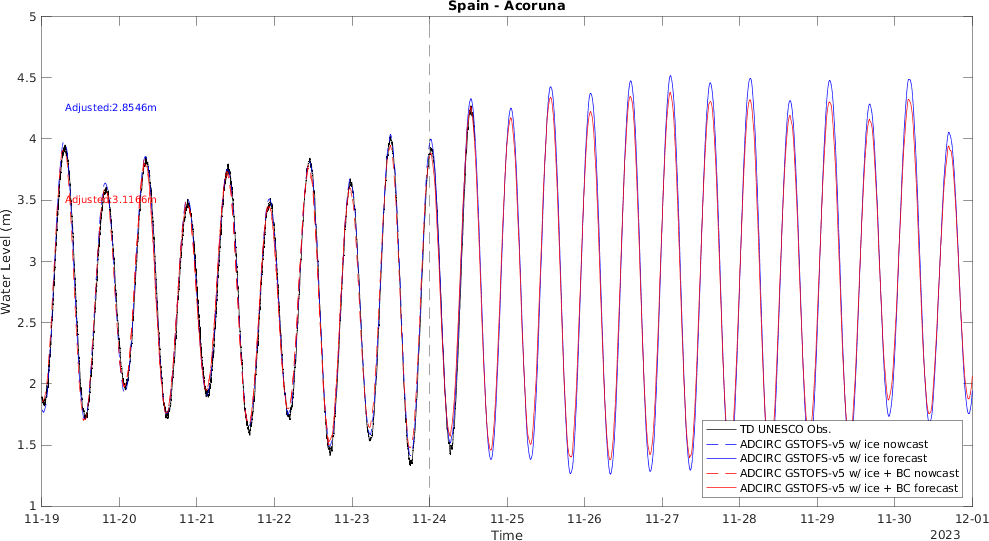 Spain - Acoruna
5
4.5
4
3.5
3
2.5
2
1.5
1
Water Level (m)
Adjusted:2.8546m
Adjusted:3.1166m
TD UNESCO Obs.
ADCIRC GSTOFS-v5 w/ ice nowcast
ADCIRC GSTOFS-v5 w/ ice forecast
ADCIRC GSTOFS-v5 w/ ice + BC nowcast
ADCIRC GSTOFS-v5 w/ ice + BC forecast
11-19 11-20 11-21 11-22 11-23 11-24 11-25 11-26 11-27 11-28 11-29 11-30 12-01
Time
2023